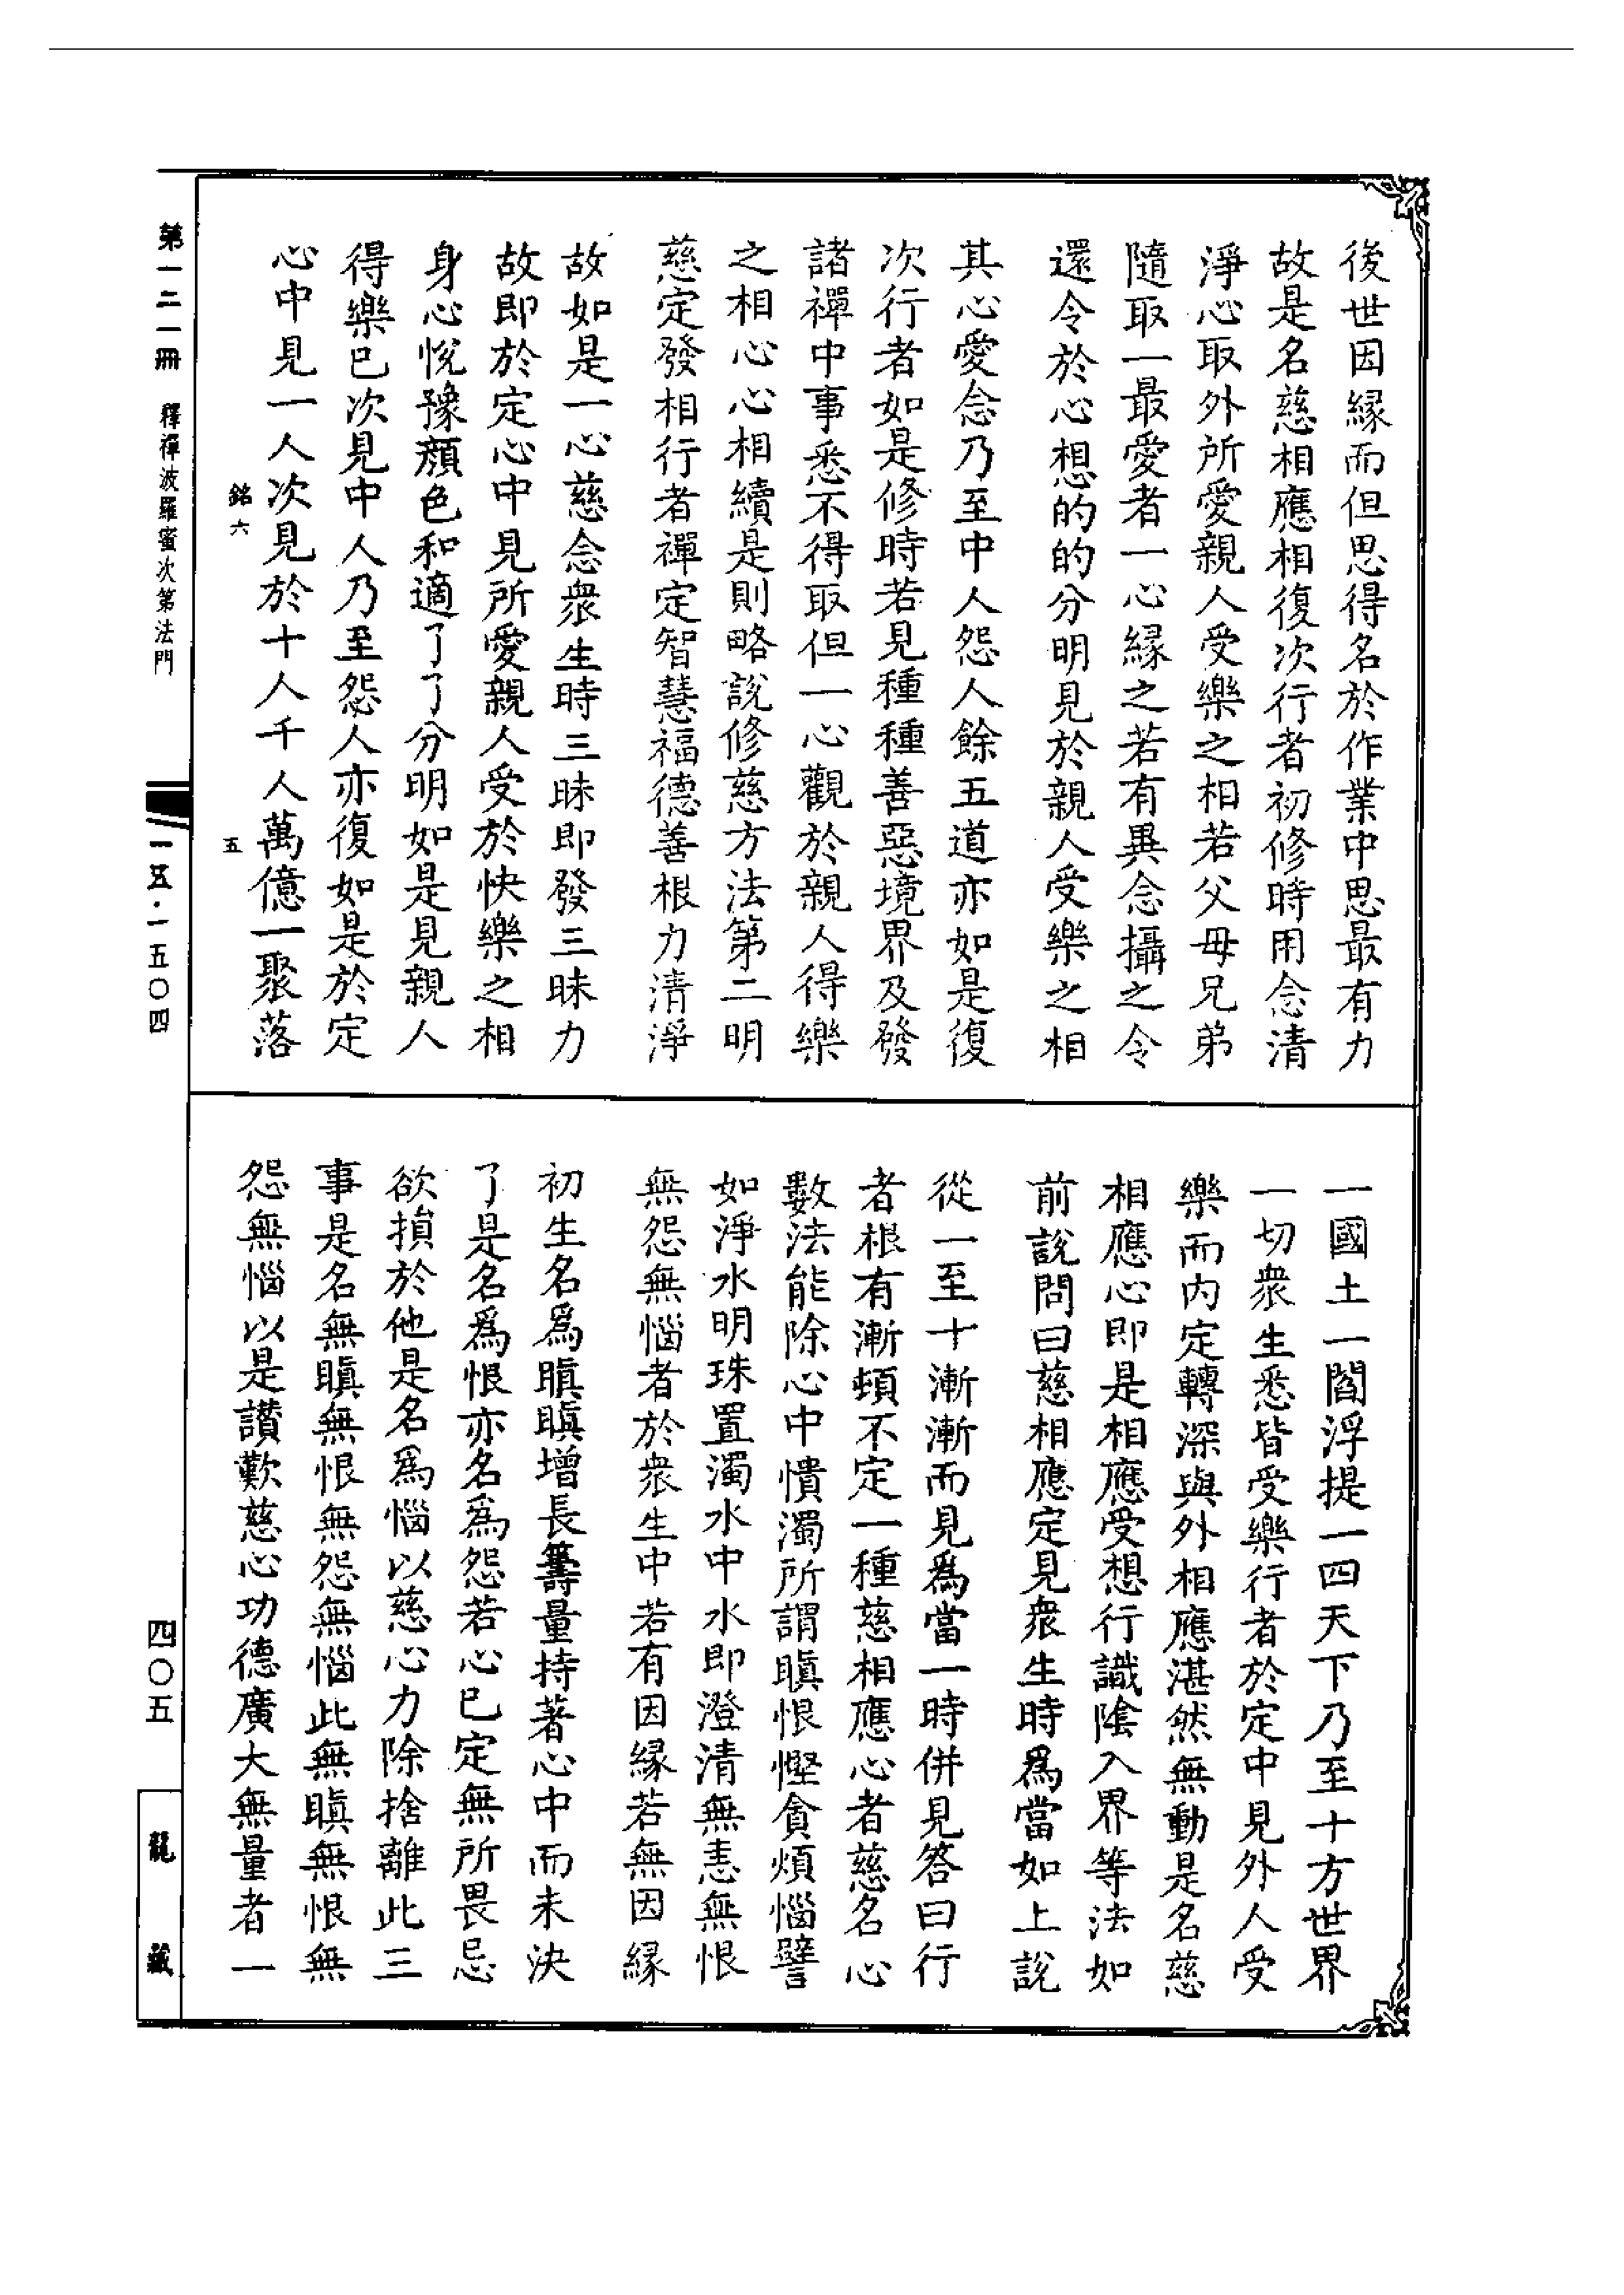 後世因緣而但思得名於作業中思最有力
故是名慈相應相復次行者初修時用念清
淨心取外所愛親人受樂之相若父母兄弟
隨取一最愛者一心緣之若有異念攝之令
還令於心想的的分明見於親人受樂之相
其心愛念乃至中人怨人餘五道亦如是復
次行者如是修時若見種種善惡境界及發
諸禪中事悉不得取但一心觀於親人得樂
之相心心相續是則略說修慈方法第二明
慈定發相行者禪定智慧福德善根力清淨
故如是一心慈念衆生時三昧即發三昧力
故即於定心中見所愛親人受於快樂之相
身心悅豫顏色和適了了分明如是見親人
得樂已次見中人乃至怨人亦復如是於定
心中見一人次見於十人千人萬億一聚落
一國土一閻浮提一四天下乃至十方世界
一切衆生悉皆受樂行者於定中見外人受
樂而內定轉深與外相應湛然無動是名慈
相應心即是相應受想行識陰入界等法如
前說問曰慈相應定見衆生時爲當如上說
從一至十漸漸而見爲當一時併見答曰行
者根有漸頓不定一種慈相應心者慈名心
數法能除心中憒濁所謂瞋恨慳貪煩惱譬
如淨水明珠置濁水中水即澄清無恚無恨
無怨無惱者於衆生中若有因緣若無因緣
初生名爲瞋瞋增長籌量持著心中而未決
了是名爲恨亦名爲怨若心已定無所畏忌
欲損於他是名爲惱以慈心力除捨離此三
事是名無瞋無恨無怨無惱此無瞋無恨無
怨無惱以是讚歎慈心功德廣大無量者一
銘六
五
第一二一冊 釋禪波羅蜜次第法門
一五·一五〇四
四〇五
龍藏